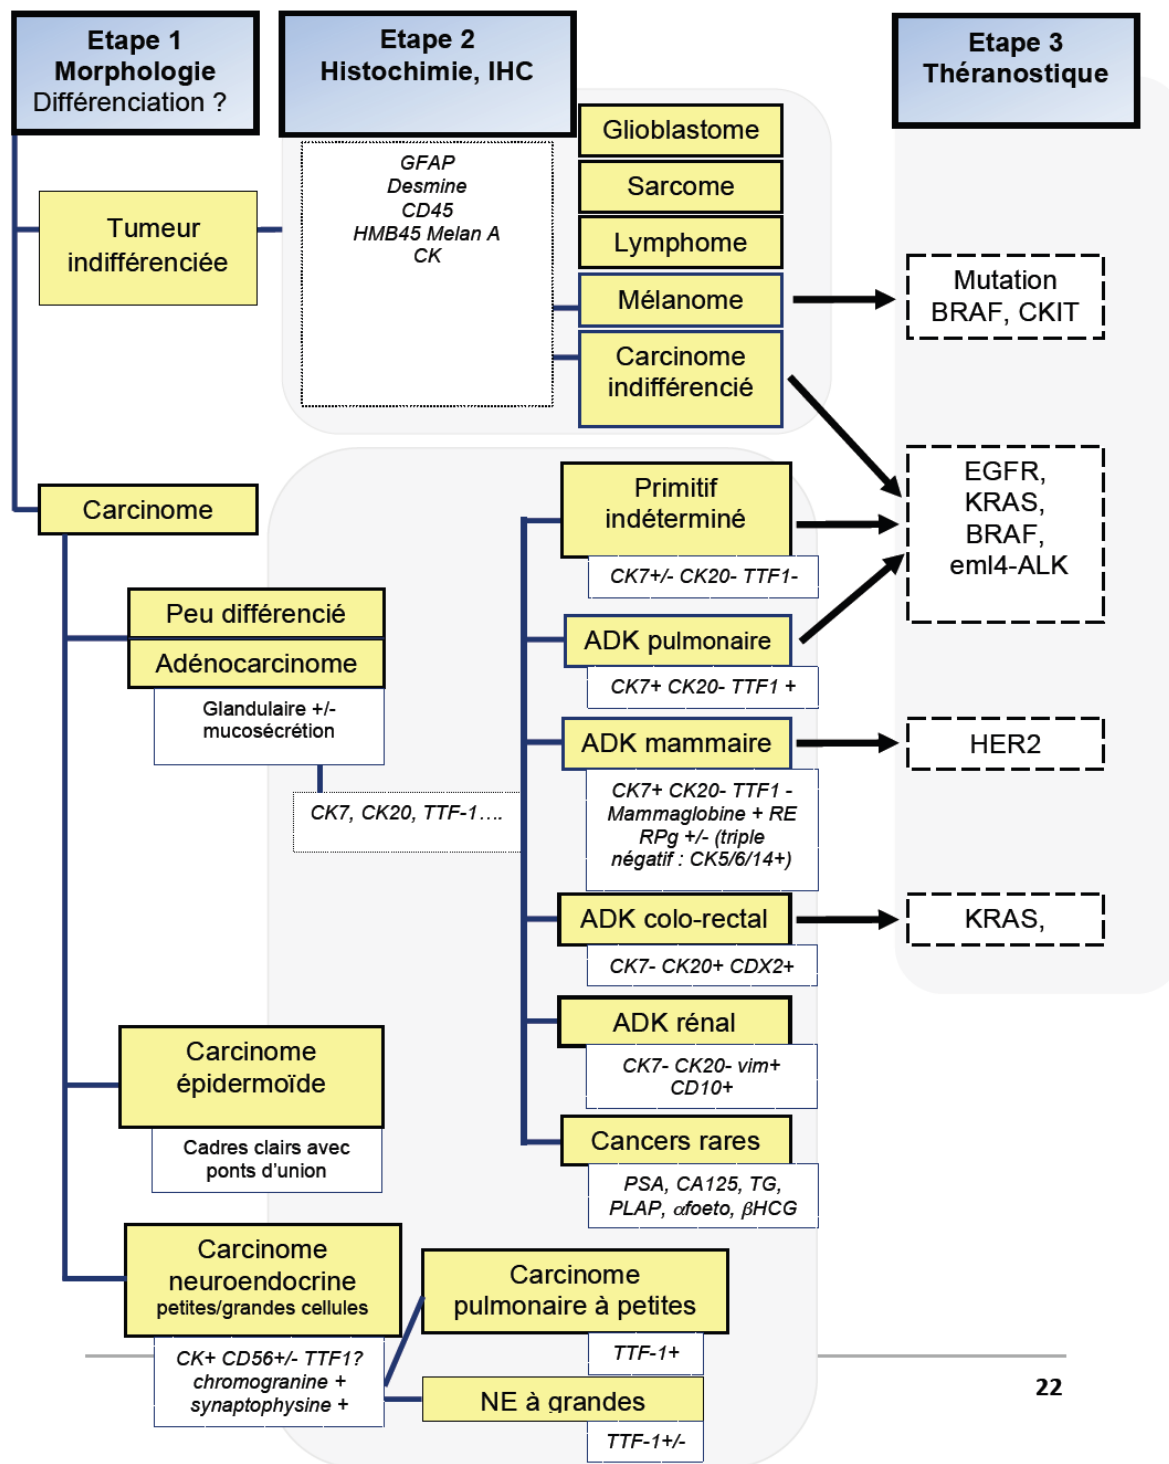 Etape 1
Morphologie
Différenciation ?
Etape 2
Histochimie, IHC
Etape 3
Théranostique
Tumeur
indifférenciée
GFAP
Desmine
CD45
HMB45 Melan A
CK
Glioblastome
Sarcome
Lymphome
Mélanome
Carcinome
indifférencié
Mutation
BRAF, CKIT
Carcinome
Primitif
indéterminé
CK7+/- CK20- TTF1-
EGFR,
KRAS,
BRAF,
eml4-ALK
Peu différencié
Adénocarcinome
Glandulaire +/-
mucosécrétion
CK7, CK20, TTF-1….
ADK pulmonaire
CK7+ CK20- TTF1 +
ADK mammaire
CK7+ CK20- TTF1 -
Mammaglobine + RE
RPg +/- (triple
négatif : CK5/6/14+)
HER2
ADK colo-rectal
CK7- CK20+ CDX2+
KRAS,
ADK rénal
CK7- CK20- vim+
CD10+
Carcinome
épidermoïde
Cadres clairs avec
ponts d'union
Cancers rares
PSA, CA125, TG,
PLAP, αfoeto, βHCG
Carcinome
neuroendocrine
petites/grandes cellules
CK+ CD56+/- TTF1?
chromogranine +
synaptophysine +
Carcinome
pulmonaire à petites
TTF-1+
NE à grandes
TTF-1+/-
22